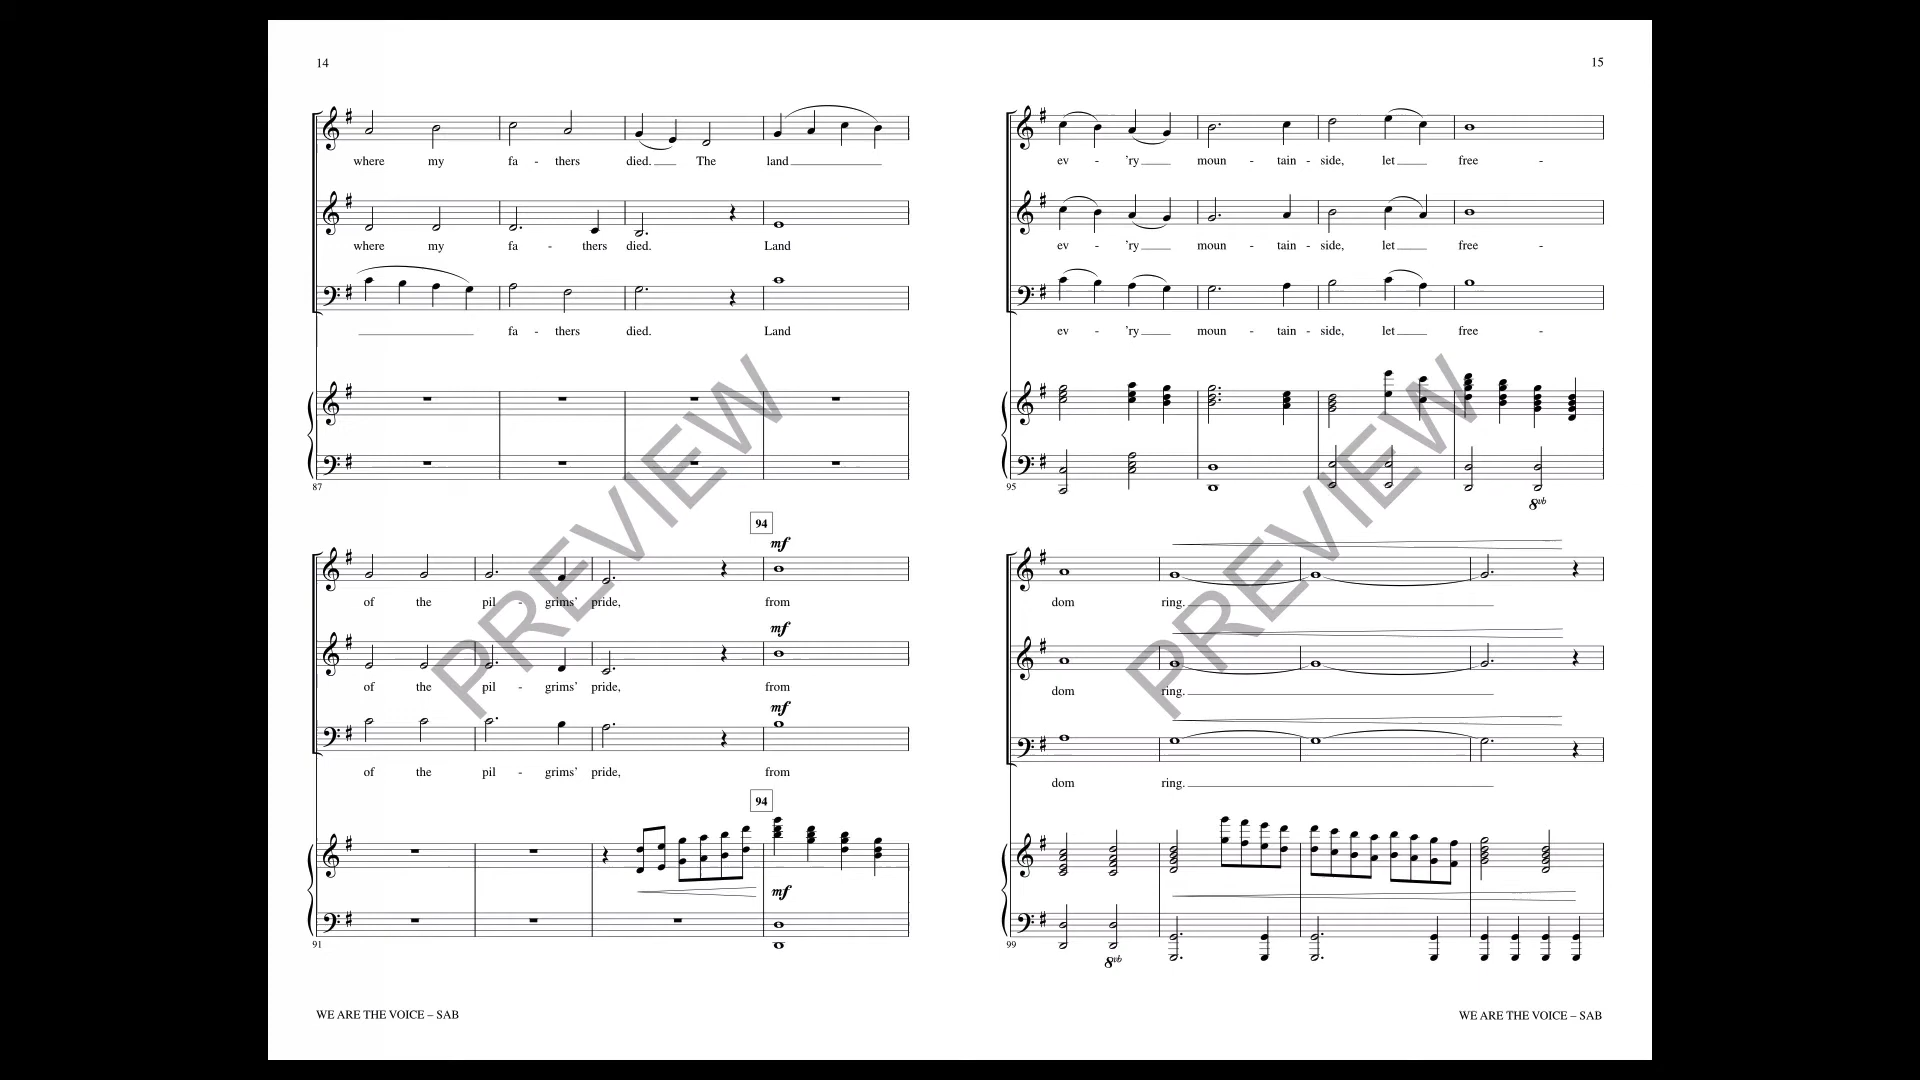 14
where my fa - thers died. The land
where my fa - thers died. Land
fa - thers died. Land
87
94
mf
of the pil - grims’ pride, from
mf
of the pil - grims’ pride, from
mf
of the pil - grims’ pride, from
94
mf
91
WE ARE THE VOICE – SAB
PREVIEW
15
ev - ’ry moun - tain - side, let free -
ev - ’ry moun - tain - side, let free -
ev - ’ry moun - tain - side, let free -
95
8vb
dom ring.
dom ring.
dom ring.
99
8vb
WE ARE THE VOICE – SAB
PREVIEW